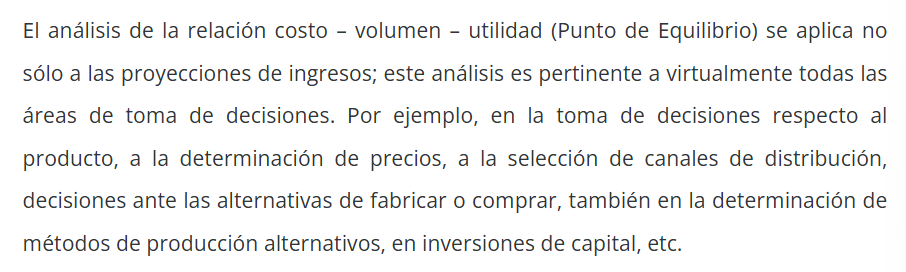 El análisis de la relación costo – volumen – utilidad (Punto de Equilibrio) se aplica no
sólo a las proyecciones de ingresos; este análisis es pertinente a virtualmente todas las
áreas de toma de decisiones. Por ejemplo, en la toma de decisiones respecto al
producto, a la determinación de precios, a la selección de canales de distribución,
decisiones ante las alternativas de fabricar o comprar, también en la determinación de
métodos de producción alternativos, en inversiones de capital, etc.